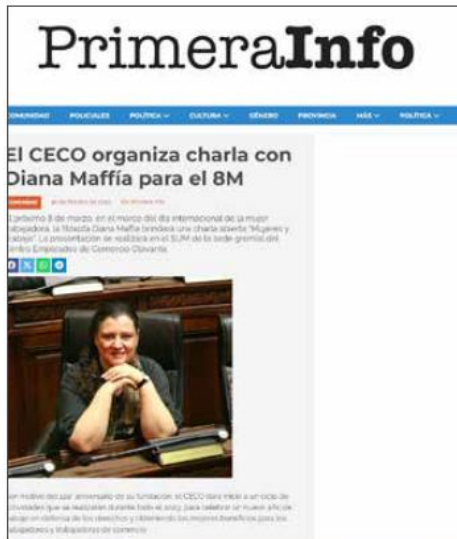 PrimeraInfo
COMUNIDAD POLICIALES POLÍTICA CULTURA GÉNERO PROVINCIA MÁS POLÍTICA
El CECO organiza charla con
Diana Maffía para el 8M
COMUNIDAD
El próximo 8 de marzo, en el marco del día internacional de la mujer
trabajadora, la filósofa Diana Maffía brindará una charla abierta "Mujeres y
trabajo". La presentación se realizará en el SUM de la sede gremial del
Centro Empleados de Comercio Olavarría.
Con motivo del aniversario de su fundación, el CECO dará inicio a un ciclo de
actividades que se realizarán durante todo el 2023 para celebrar un nuevo año de
trabajo en defensa de los derechos y obteniendo los mejores beneficios para los
trabajadores y trabajadoras de comercio